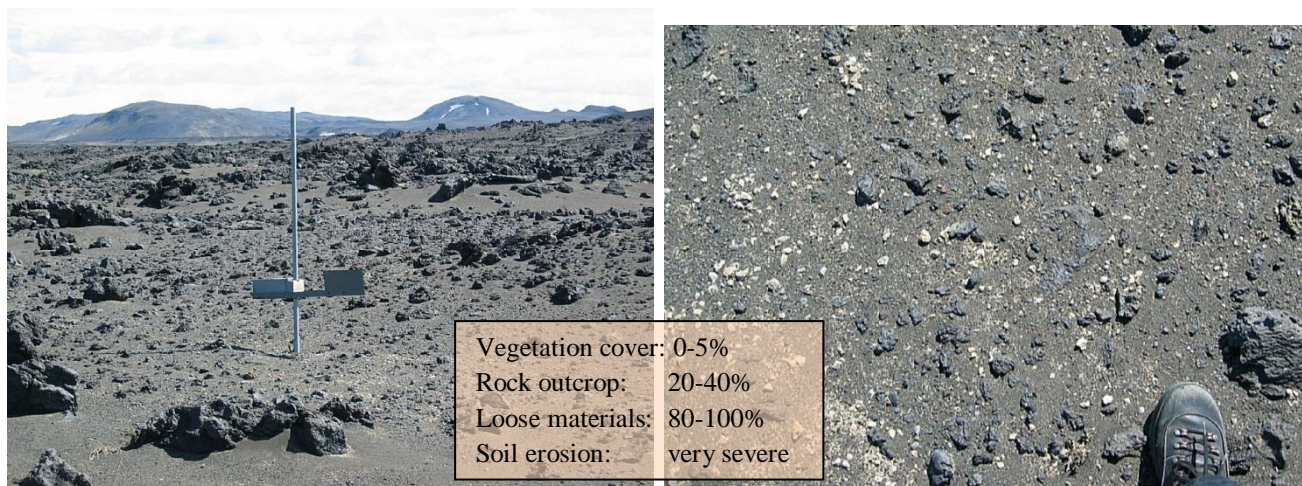 Vegetation cover: 0-5%
Rock outcrop: 20-40%
Loose materials: 80-100%
Soil erosion: very severe